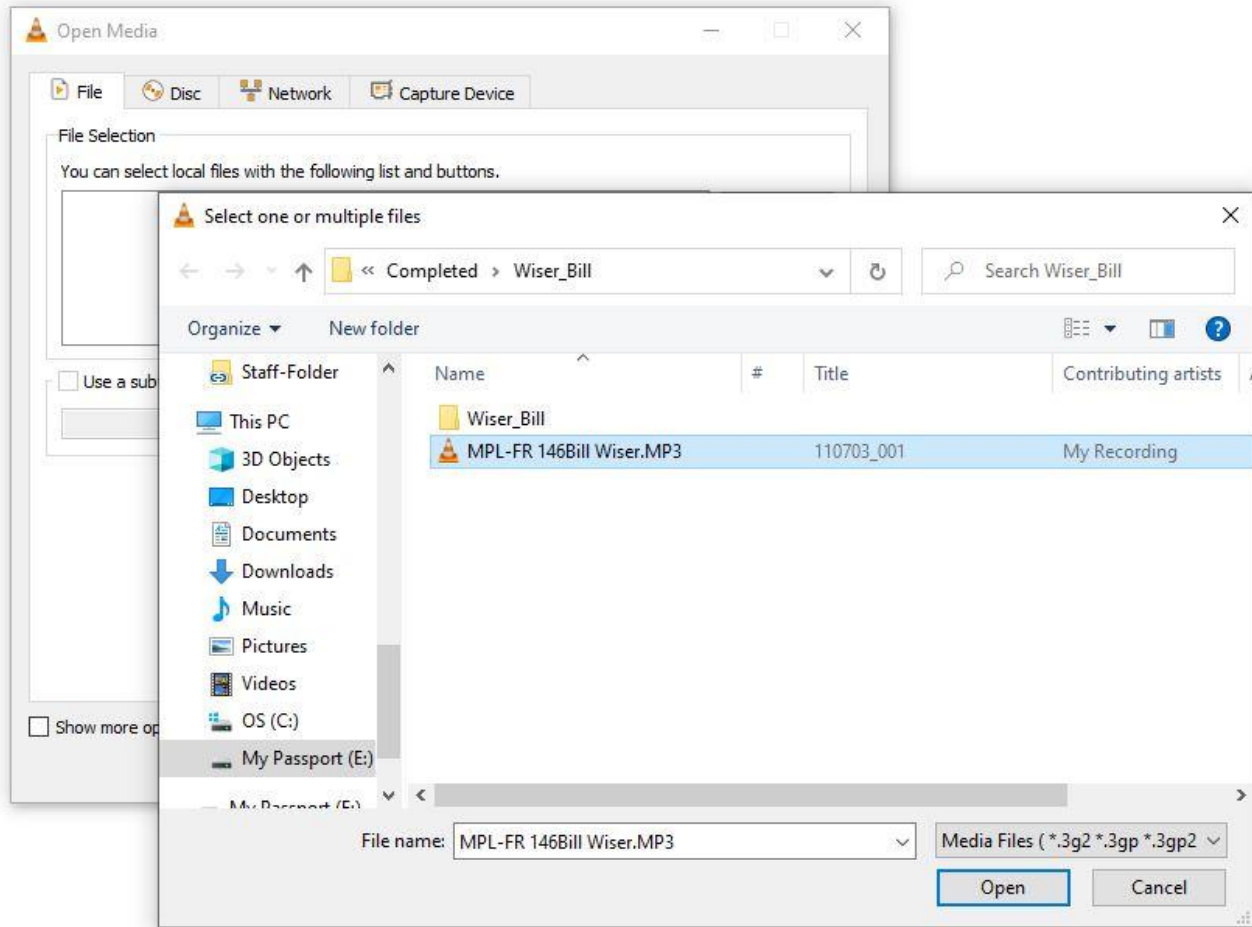 Open Media
File Disc Network Capture Device
File Selection
You can select local files with the following list and buttons.
Select one or multiple files
« Completed > Wiser_Bill
Search Wiser_Bill
Organize New folder
Use a sub
Show more op
Staff-Folder
This PC
3D Objects
Desktop
Documents
Downloads
Music
Pictures
Videos
OS (C:)
My Passport (E:)
My Passport (E:)
Name # Title Contributing artists
Wiser_Bill
MPL-FR 146Bill Wiser.MP3 110703_001 My Recording
File name: MPL-FR 146Bill Wiser.MP3 Media Files ( *.3g2 *.3gp *.3gp2
Open Cancel